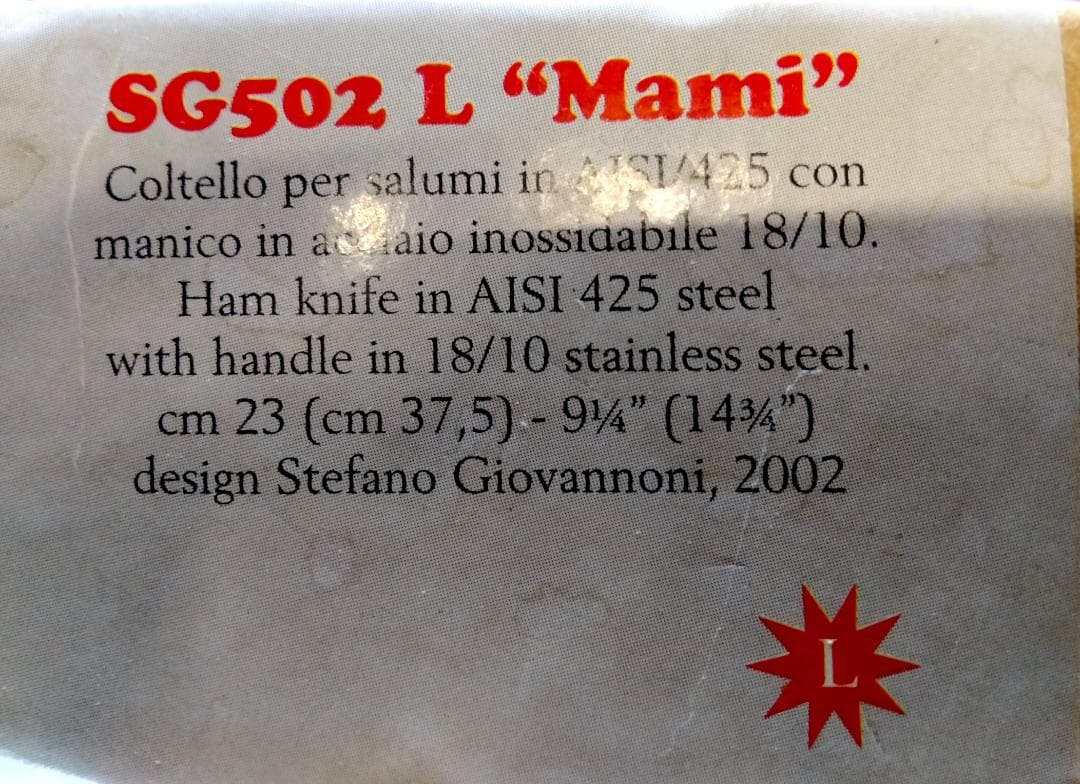 SG502 L “Mami”
Coltello per salumi in AISI 425 con
manico in acciaio inossidabile 18/10.
Ham knife in AISI 425 steel
with handle in 18/10 stainless steel.
cm 23 (cm 37,5) - 9¼” (14¾”)
design Stefano Giovannoni, 2002
L